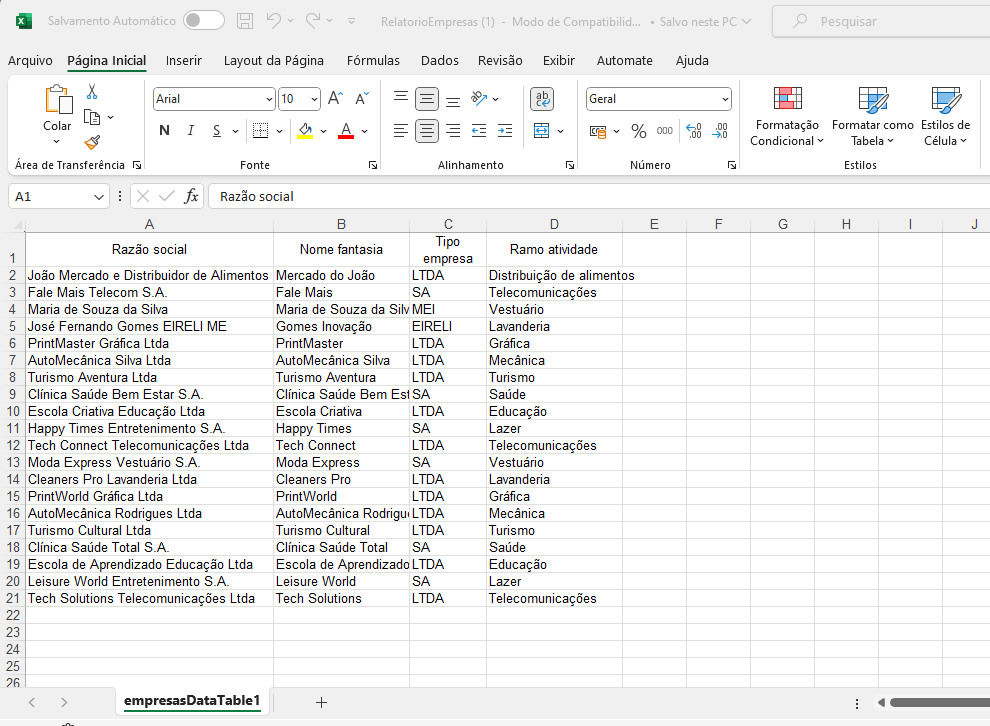 Salvamento Automático RelatorioEmpresas (1) - Modo de Compatibilid... • Salvo neste PC Pesquisar
Arquivo Página Inicial Inserir Layout da Página Fórmulas Dados Revisão Exibir Automate Ajuda
Arial 10 A A ab Geral
Colar N I S A % 000 Formatação Condicional Formatar como Tabela Estilos de Célula
Área de Transferência Fonte Alinhamento Número Estilos
A1 fx Razão social
A B C D E F G H I J
1 Razão social Nome fantasia Tipo empresa Ramo atividade
2 João Mercado e Distribuidor de Alimentos Mercado do João LTDA Distribuição de alimentos
3 Fale Mais Telecom S.A. Fale Mais SA Telecomunicações
4 Maria de Souza da Silva Maria de Souza da Silv MEI Vestuário
5 José Fernando Gomes EIRELI ME Gomes Inovação EIRELI Lavanderia
6 PrintMaster Gráfica Ltda PrintMaster LTDA Gráfica
7 AutoMecânica Silva Ltda AutoMecânica Silva LTDA Mecânica
8 Turismo Aventura Ltda Turismo Aventura LTDA Turismo
9 Clínica Saúde Bem Estar S.A. Clínica Saúde Bem Est SA Saúde
10 Escola Criativa Educação Ltda Escola Criativa LTDA Educação
11 Happy Times Entretenimento S.A. Happy Times SA Lazer
12 Tech Connect Telecomunicações Ltda Tech Connect LTDA Telecomunicações
13 Moda Express Vestuário S.A. Moda Express SA Vestuário
14 Cleaners Pro Lavanderia Ltda Cleaners Pro LTDA Lavanderia
15 PrintWorld Gráfica Ltda PrintWorld LTDA Gráfica
16 AutoMecânica Rodrigues Ltda AutoMecânica Rodrigu LTDA Mecânica
17 Turismo Cultural Ltda Turismo Cultural LTDA Turismo
18 Clínica Saúde Total S.A. Clínica Saúde Total SA Saúde
19 Escola de Aprendizado Educação Ltda Escola de Aprendizado LTDA Educação
20 Leisure World Entretenimento S.A. Leisure World SA Lazer
21 Tech Solutions Telecomunicações Ltda Tech Solutions LTDA Telecomunicações
22
23
24
25
26
empresasDataTable1